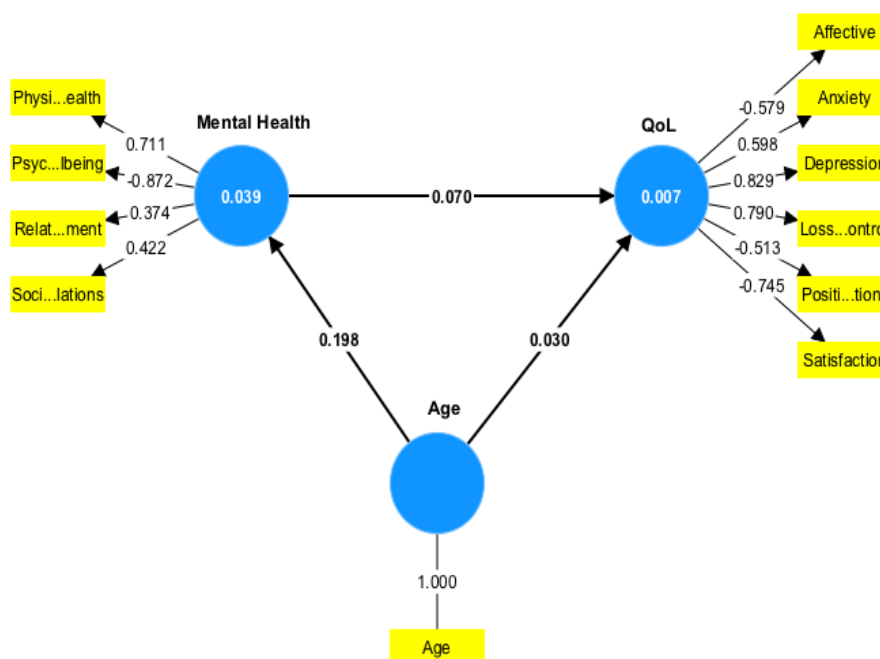 Affective
Physi...ealth
Anxiety
Mental Health
QoL
-0.579
0.711
0.598
Psyc...lbeing
-0.872
0.829
Depression
0.039
0.070
0.007
0.374
0.790
Relat...ment
Loss...ontro
0.422
-0.513
Soci...lations
-0.745
Positi...tion
0.198
0.030
Satisfaction
Age
1.000
Age